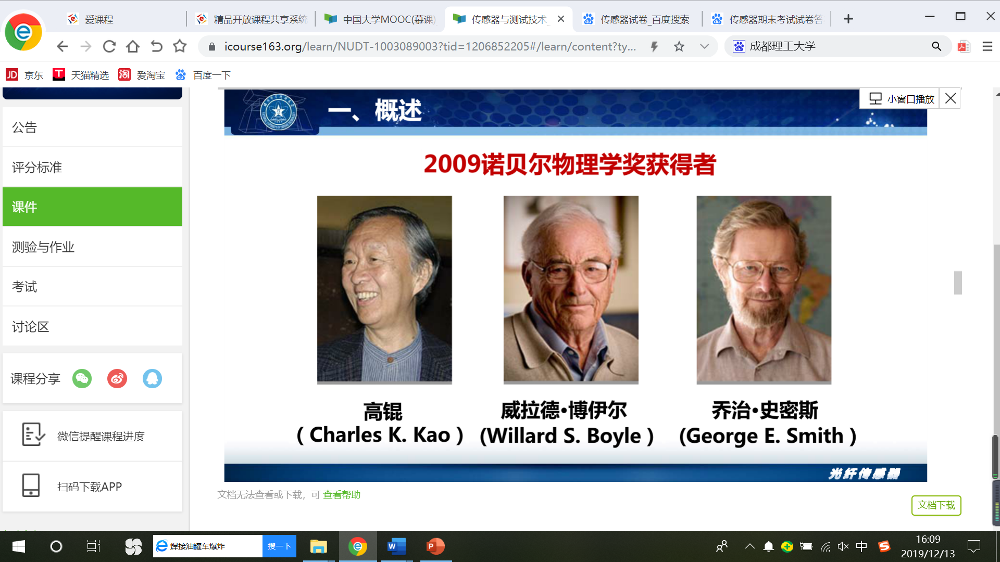 爱课程
精品开放课程共享系统
中国大学MOOC(慕课)
传感器与测试技术_
传感器试卷_百度搜索
传感器期末考试试卷答
icourse163.org/learn/NUDT-1003089003?tid=1206852205#/learn/content?ty...
成都理工大学
JD 京东
T 天猫精选
淘 爱淘宝
百度一下
一、概述
小窗口播放
公告
评分标准
课件
测验与作业
考试
讨论区
课程分享
微信提醒课程进度
扫码下载APP
2009诺贝尔物理学奖获得者
高锟
( Charles K. Kao )
威拉德·博伊尔
(Willard S. Boyle )
乔治·史密斯
(George E. Smith )
光纤传感器
文档无法查看或下载，可 查看帮助
文档下载
焊接油罐车爆炸
搜一下
中
16:09
2019/12/13